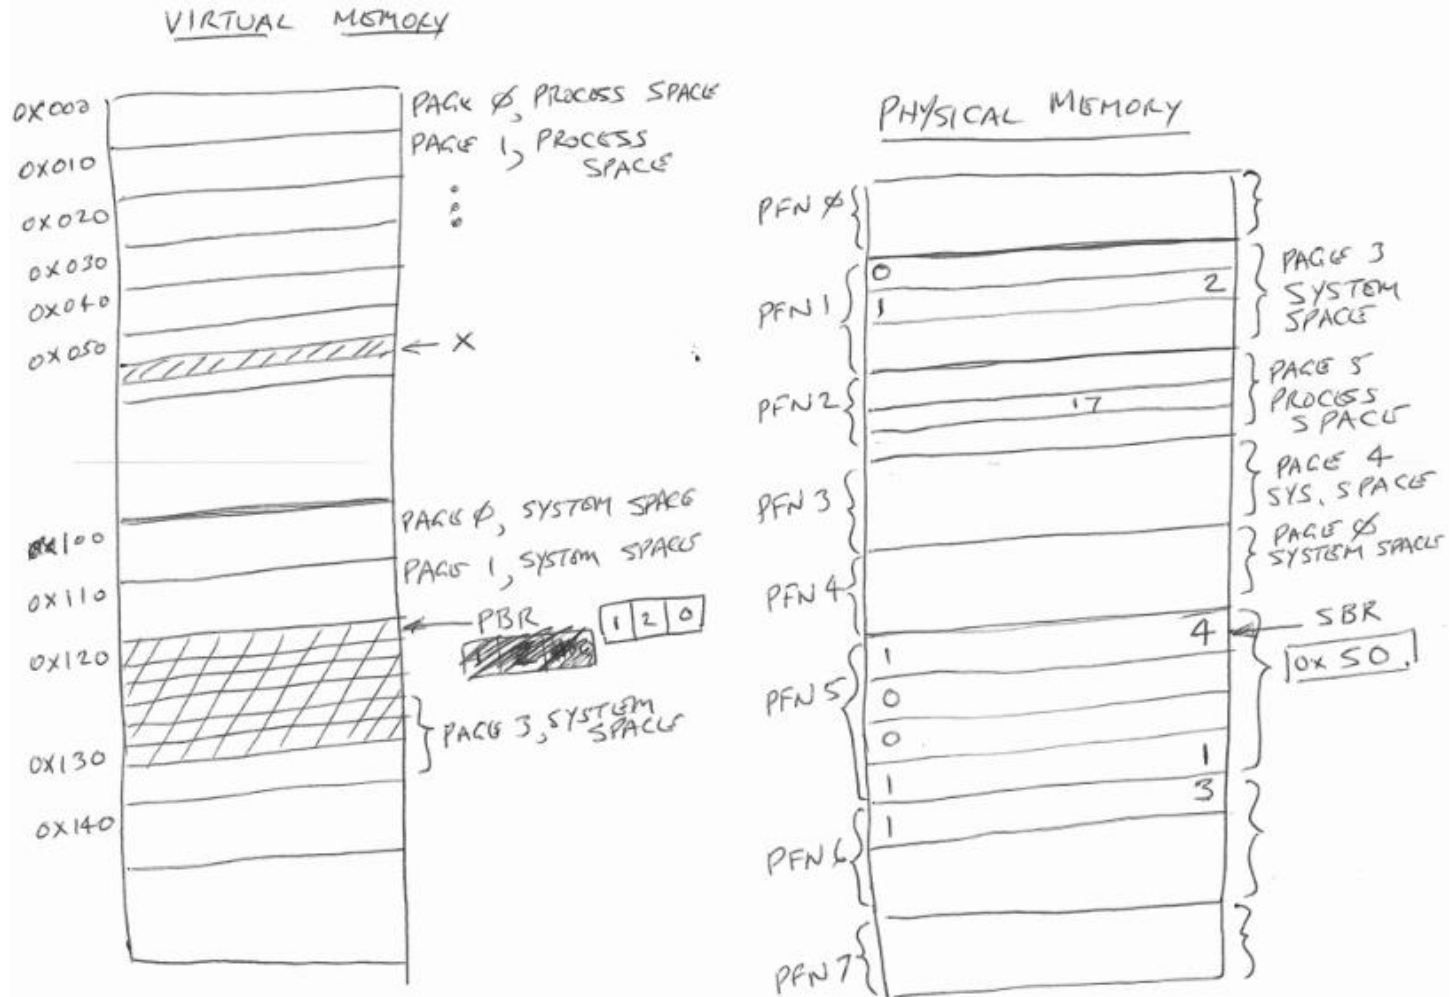 VIRTUAL MEMORY
0x000
PAGE Ø, PROCESS SPACE
0x010
PAGE 1, PROCESS
SPACE
0x020
0x030
0x040
0x050
X
PAGE Ø, SYSTEM SPACE
x100
PAGE 1, SYSTEM SPACE
0x110
PBR
1 2 0
0x120
PAGE 3, SYSTEM
SPACE
0x130
0x140
PHYSICAL MEMORY
PFN Ø
PFN 1
0
2
1
PAGE 3
SYSTEM
SPACE
PFN 2
17
PAGE 5
PROCESS
SPACE
PFN 3
PAGE 4
SYS. SPACE
PFN 4
PAGE Ø
SYSTEM SPACE
4
SBR
0x50
PFN 5
1
0
0
1
1
3
PFN 6
1
PFN 7